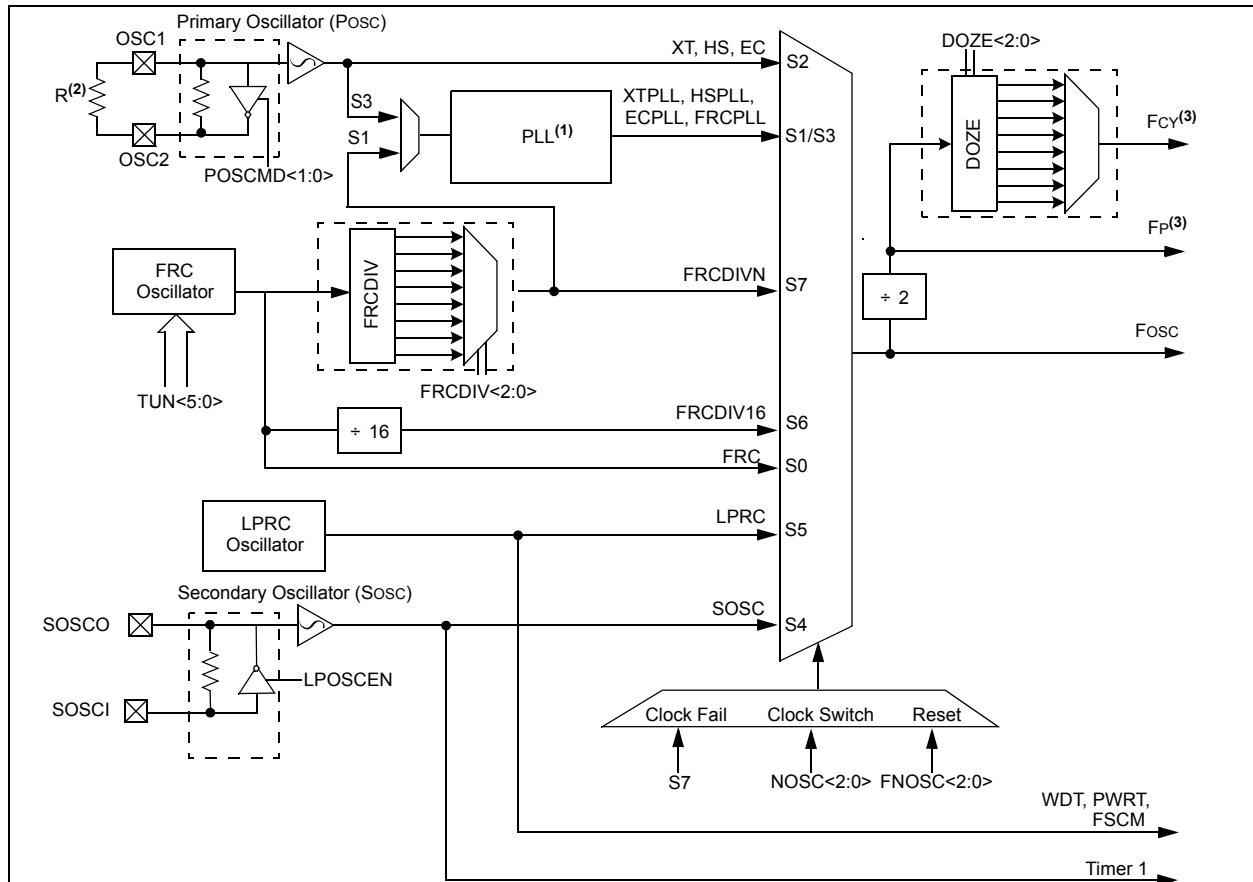 Primary Oscillator (POSC)
OSC1
R(2)
OSC2
POSCMD<1:0>
S3
S1
PLL(1)
XT, HS, EC
XTPLL, HSPLL,
ECPLL, FRCPLL
S2
S1/S3
DOZE<2:0>
DOZE
FCY(3)
FP(3)
÷ 2
FOSC
FRC
Oscillator
TUN<5:0>
FRCDIV
FRCDIV<2:0>
FRCDIVN
S7
÷ 16
FRCDIV16
S6
FRC
S0
LPRC
Oscillator
LPRC
S5
Secondary Oscillator (SOSC)
SOSCO
SOSCI
LPOSCEN
SOSC
S4
Clock Fail
Clock Switch
Reset
S7
NOSC<2:0>
FNOSC<2:0>
WDT, PWRT,
FSCM
Timer 1